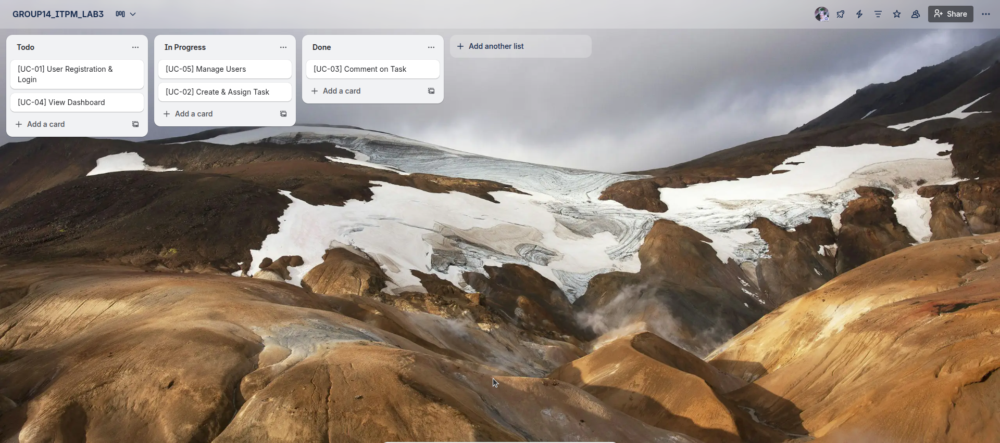 GROUP14_ITPM_LAB3
Share
Todo
[UC-01] User Registration &
Login
[UC-04] View Dashboard
Add a card
In Progress
[UC-05] Manage Users
[UC-02] Create & Assign Task
Add a card
Done
[UC-03] Comment on Task
Add a card
Add another list